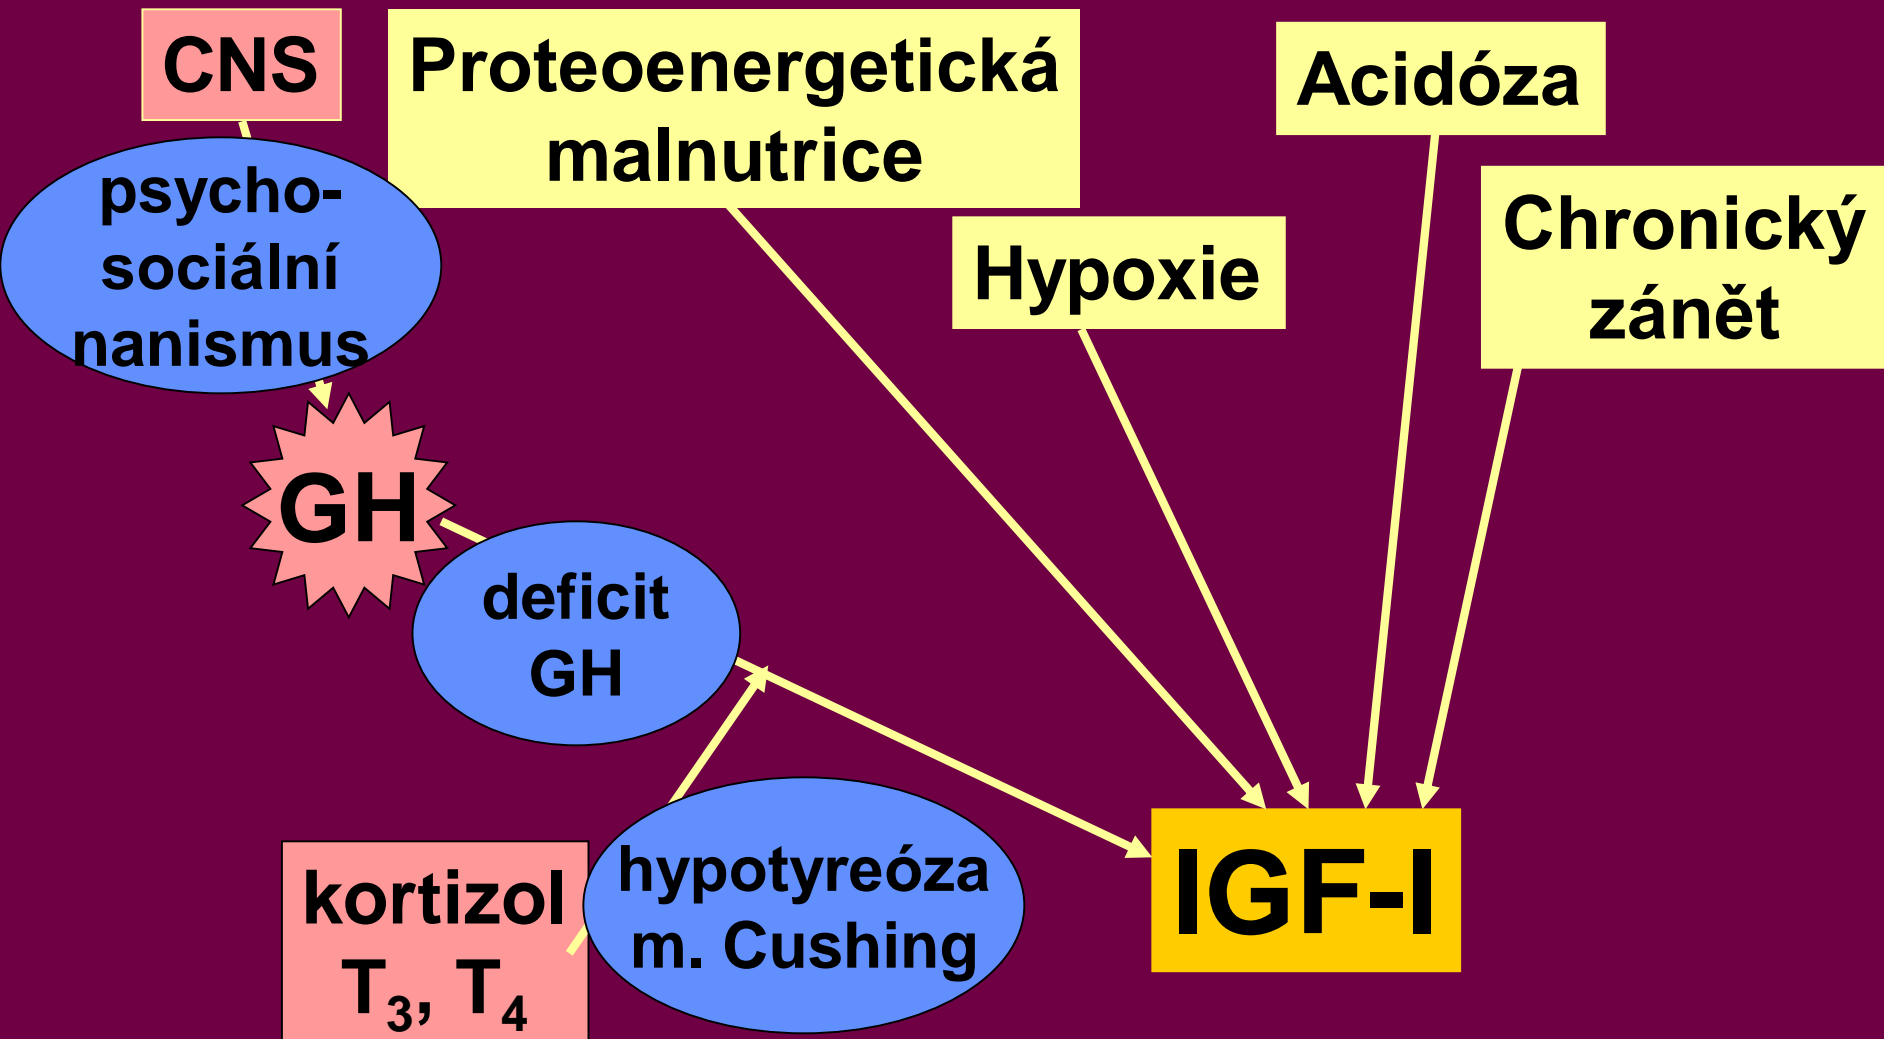 CNS
Proteoenergetická
malnutrice
Acidóza
psycho-
sociální
nanismus
Hypoxie
Chronický
zánět
GH
deficit
GH
kortizol
T₃, T₄
hypotyreóza
m. Cushing
IGF-I